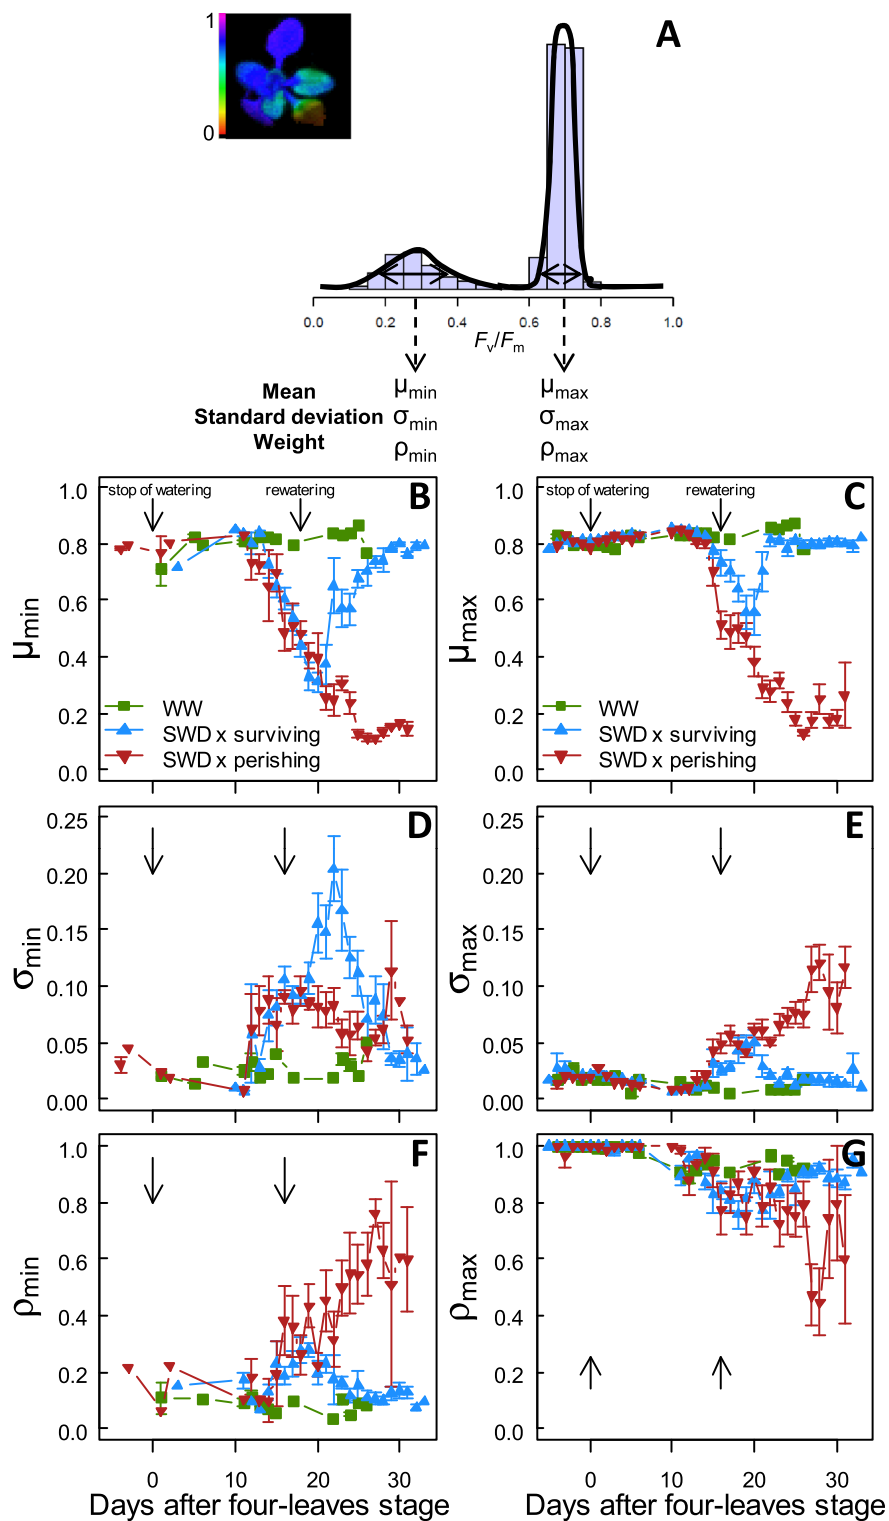 1
A
0
0.0 0.2 0.4 0.6 0.8 1.0
Fv/Fm
Mean μmin μmax
Standard deviation σmin σmax
Weight ρmin ρmax
stop of watering rewatering B
1.0
0.8
0.6
0.4
0.2
0.0
μmin
WW
SWD x surviving
SWD x perishing
stop of watering rewatering C
1.0
0.8
0.6
0.4
0.2
0.0
μmax
WW
SWD x surviving
SWD x perishing
D
0.25
0.20
0.15
0.10
0.05
0.00
σmin
E
0.25
0.20
0.15
0.10
0.05
0.00
σmax
F
1.0
0.8
0.6
0.4
0.2
0.0
ρmin
0 10 20 30
Days after four-leaves stage
G
1.0
0.8
0.6
0.4
0.2
0.0
ρmax
0 10 20 30
Days after four-leaves stage